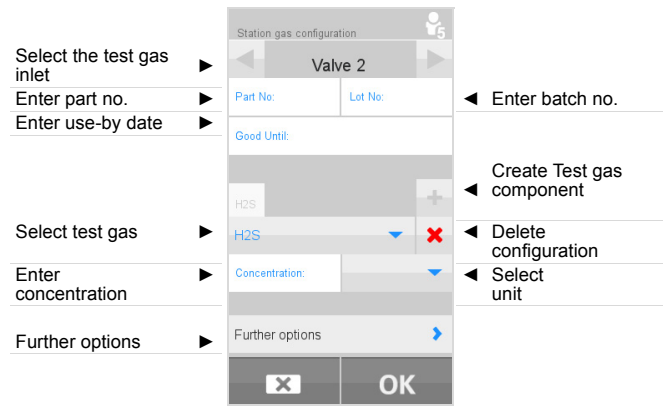 Station gas configuration
5
Select the test gas
inlet
Valve 2
Enter part no.
Part No:
Lot No:
Enter batch no.
Enter use-by date
Good Until:
Create Test gas
component
H2S
Select test gas
H2S
Delete
configuration
Enter
concentration
Concentration:
Select
unit
Further options
Further options
OK